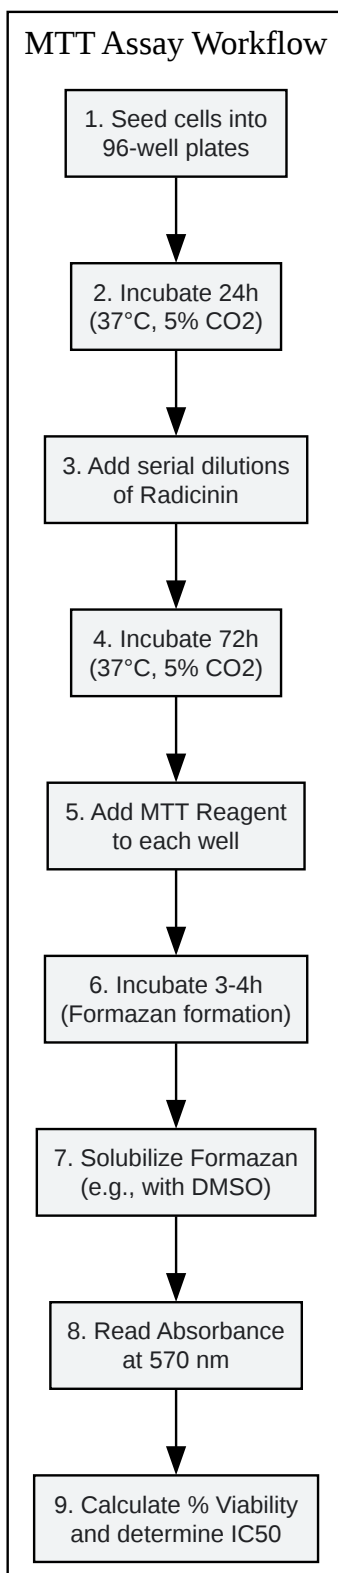 MTT Assay Workflow
1. Seed cells into
96-well plates
2. Incubate 24h
(37°C, 5% CO2)
3. Add serial dilutions
of Radicinin
4. Incubate 72h
(37°C, 5% CO2)
5. Add MTT Reagent
to each well
6. Incubate 3-4h
(Formazan formation)
7. Solubilize Formazan
(e.g., with DMSO)
8. Read Absorbance
at 570 nm
9. Calculate % Viability
and determine IC50